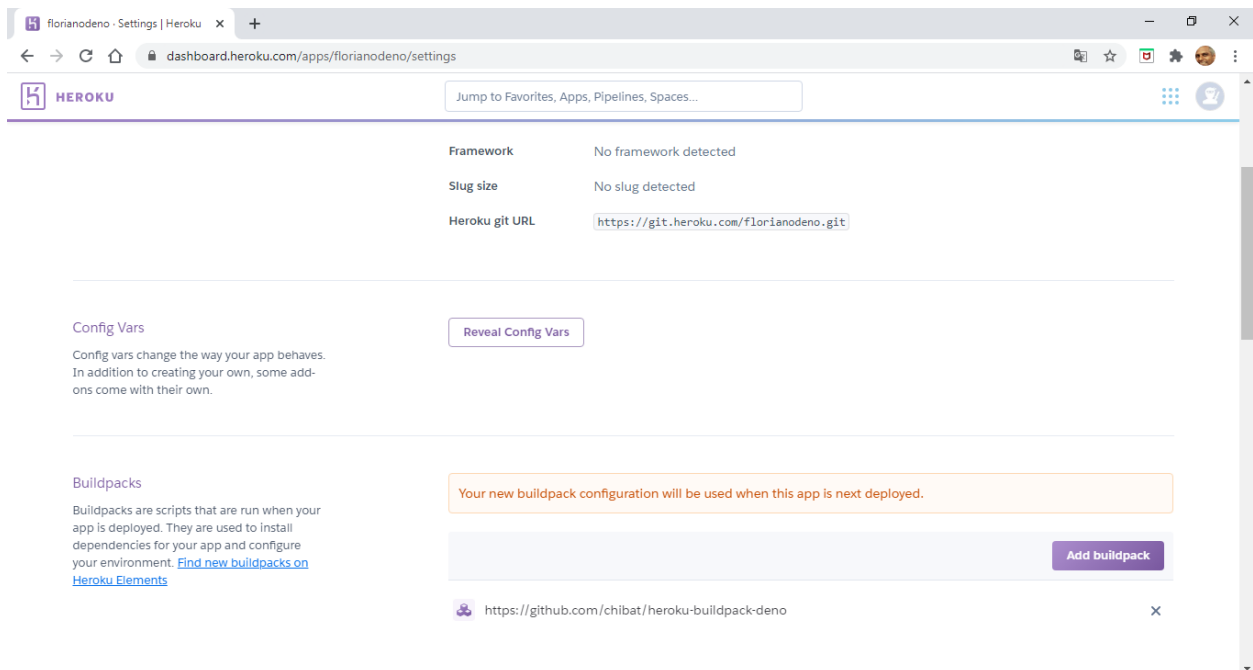 florianodeno · Settings | Heroku
dashboard.heroku.com/apps/florianodeno/settings
HEROKU
Jump to Favorites, Apps, Pipelines, Spaces...
Framework No framework detected
Slug size No slug detected
Heroku git URL https://git.heroku.com/florianodeno.git
Config Vars
Reveal Config Vars
Config vars change the way your app behaves.
In addition to creating your own, some add-
ons come with their own.
Buildpacks
Buildpacks are scripts that are run when your
app is deployed. They are used to install
dependencies for your app and configure
your environment. Find new buildpacks on
Heroku Elements
Your new buildpack configuration will be used when this app is next deployed.
Add buildpack
https://github.com/chibat/heroku-buildpack-deno